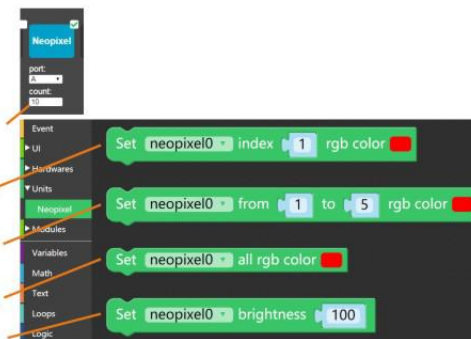 Neopixel
port:
A
count:
10
Event
UI
Hardwares
Units
Neopixel
Modules
Variables
Math
Text
Loops
Logic
Set neopixel0 index 1 rgb color
Set neopixel0 from 1 to 5 rgb color
Set neopixel0 all rgb color
Set neopixel0 brightness 100